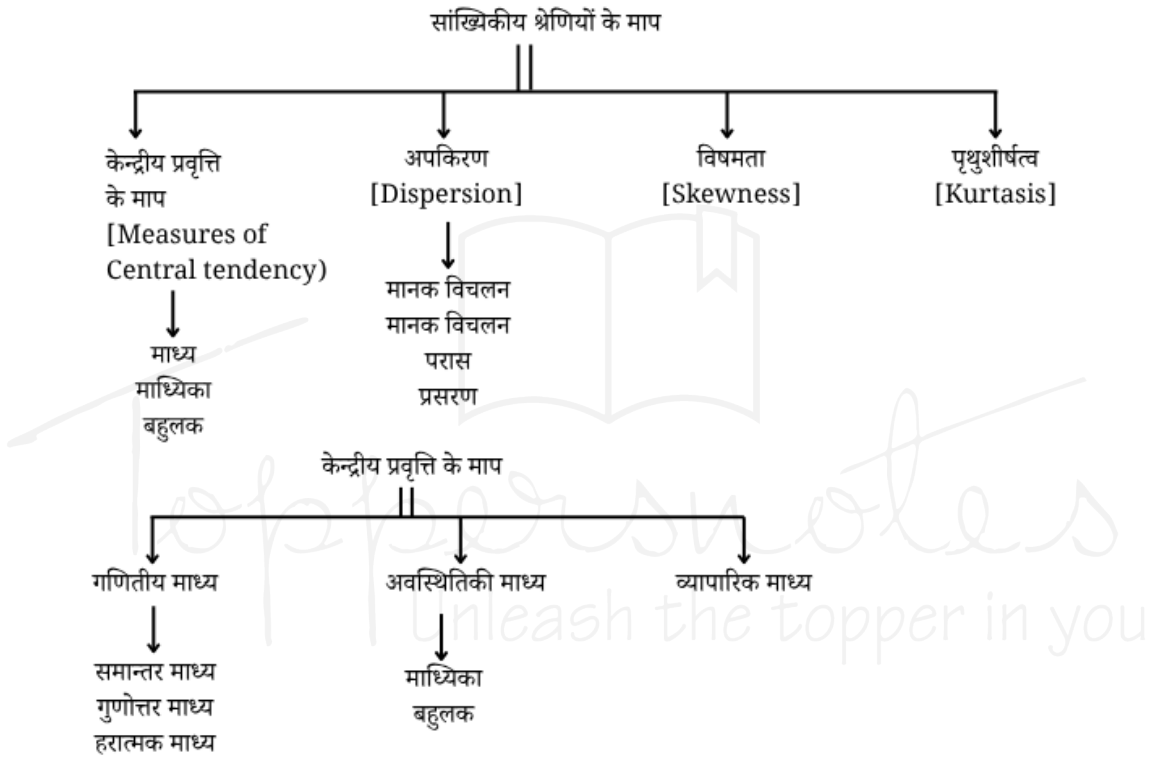 सांख्यिकीय श्रेणियों के माप
केन्द्रीय प्रवृत्ति
के माप
[Measures of
Central tendency)
माध्य
माध्यिका
बहुलक
अपकिरण
[Dispersion]
मानक विचलन
मानक विचलन
परास
प्रसरण
विषमता
[Skewness]
पृथुशीर्षत्व
[Kurtasis]
केन्द्रीय प्रवृत्ति के माप
गणितीय माध्य
समान्तर माध्य
गुणोत्तर माध्य
हरात्मक माध्य
अवस्थितिकी माध्य
माध्यिका
बहुलक
व्यापारिक माध्य
Toppersnotes
Unleash the topper in you